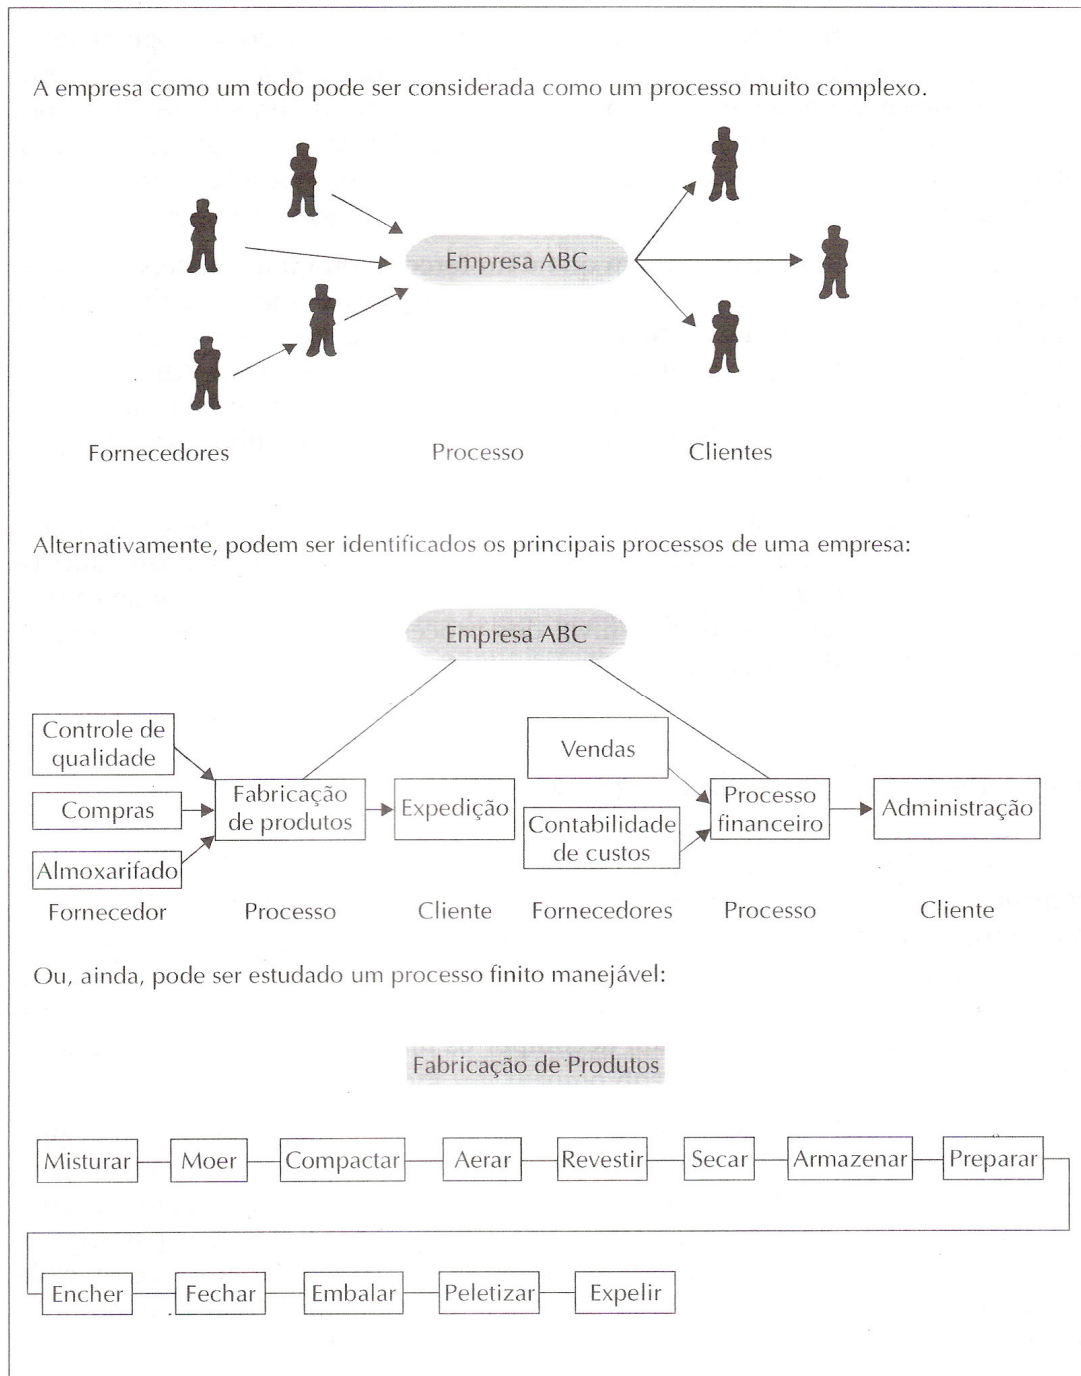 A empresa como um todo pode ser considerada como um processo muito complexo.
Empresa ABC
Fornecedores Processo Clientes
Alternativamente, podem ser identificados os principais processos de uma empresa:
Empresa ABC
Controle de
qualidade
Compras
Almoxarifado
Fabricação
de produtos
Expedição
Vendas
Contabilidade
de custos
Processo
financeiro
Administração
Fornecedor Processo Cliente Fornecedores Processo Cliente
Ou, ainda, pode ser estudado um processo finito manejável:
Fabricação de Produtos
Misturar Moer Compactar Aerar Revestir Secar Armazenar Preparar
Encher Fechar Embalar Peletizar Expelir